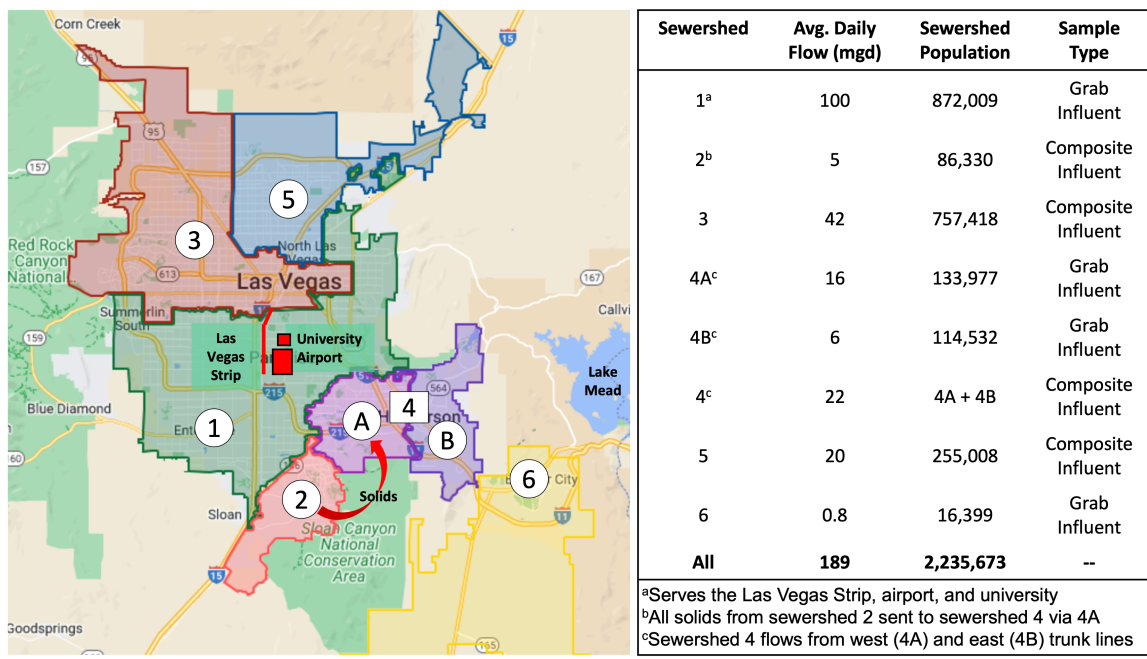 Corn Creek
15
95
95
157
5
3
Red Rock
Canyon
National
North Las
Vegas
613
Las Vegas
167
Summerlin
South
Callvi
159
Las
Vegas
Strip
University
Airport
Pa
Lake
Mead
215
564
Blue Diamond
1
A
4
H
erson
B
215
Ente
160
6
City
2
Solids
Sloan
11
Sloan Canyon
National
Conservation
Area
15
Goodsprings
165
Sewershed Avg. Daily Flow (mgd) Sewershed Population Sample Type
1a 100 872,009 Grab Influent
2b 5 86,330 Composite Influent
3 42 757,418 Composite Influent
4Ac 16 133,977 Grab Influent
4Bc 6 114,532 Grab Influent
4c 22 4A + 4B Composite Influent
5 20 255,008 Composite Influent
6 0.8 16,399 Grab Influent
All 189 2,235,673 --
aServes the Las Vegas Strip, airport, and university
bAll solids from sewershed 2 sent to sewershed 4 via 4A
cSewershed 4 flows from west (4A) and east (4B) trunk lines